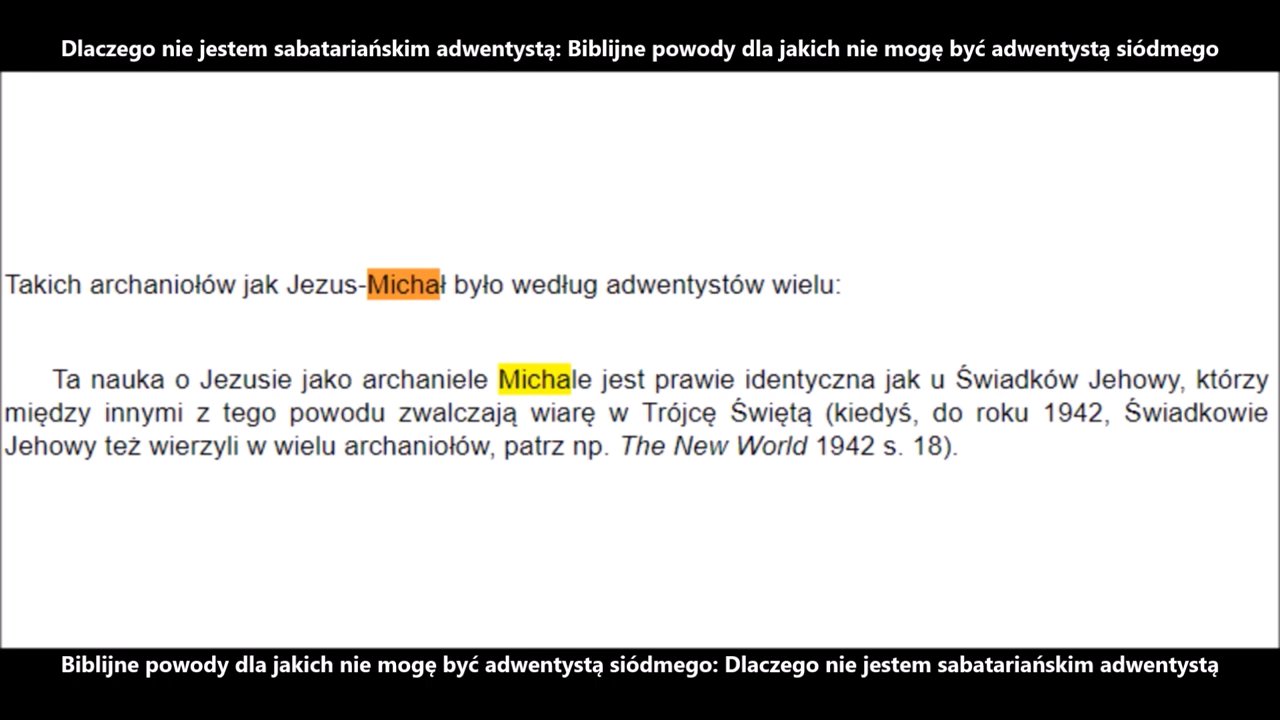 Dlaczego nie jestem sabatariańskim adwentystą: Biblijne powody dla jakich nie mogę być adwentystą siódmego
Takich archaniołów jak Jezus-Michał było według adwentystów wielu:
Ta nauka o Jezusie jako archaniele Michale jest prawie identyczna jak u Świadków Jehowy, którzy
między innymi z tego powodu zwalczają wiarę w Trójcę Świętą (kiedyś, do roku 1942, Świadkowie
Jehowy też wierzyli w wielu archaniołów, patrz np. The New World 1942 s. 18).
Biblijne powody dla jakich nie mogę być adwentystą siódmego: Dlaczego nie jestem sabatariańskim adwentystą